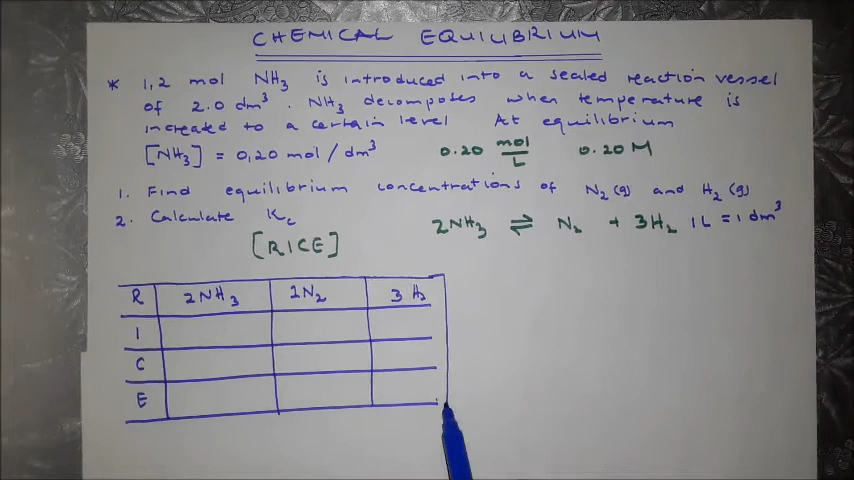 CHEMICAL EQUILIBRIUM
* 1,2 mol NH3 is introduced into a sealed reaction vessel
of 2.0 dm³. NH3 decomposes when temperature is
increased to a certain level At equilibrium
[NH3] = 0,20 mol/dm³ 0.20 mol/L 0.20 M
1. Find equilibrium concentrations of N2(g) and H2(g)
2. Calculate Kc 2NH3 ⇌ N2 + 3H2 1L = 1 dm³
[RICE]
R 2NH3 2N2 3 H2
I
C
E